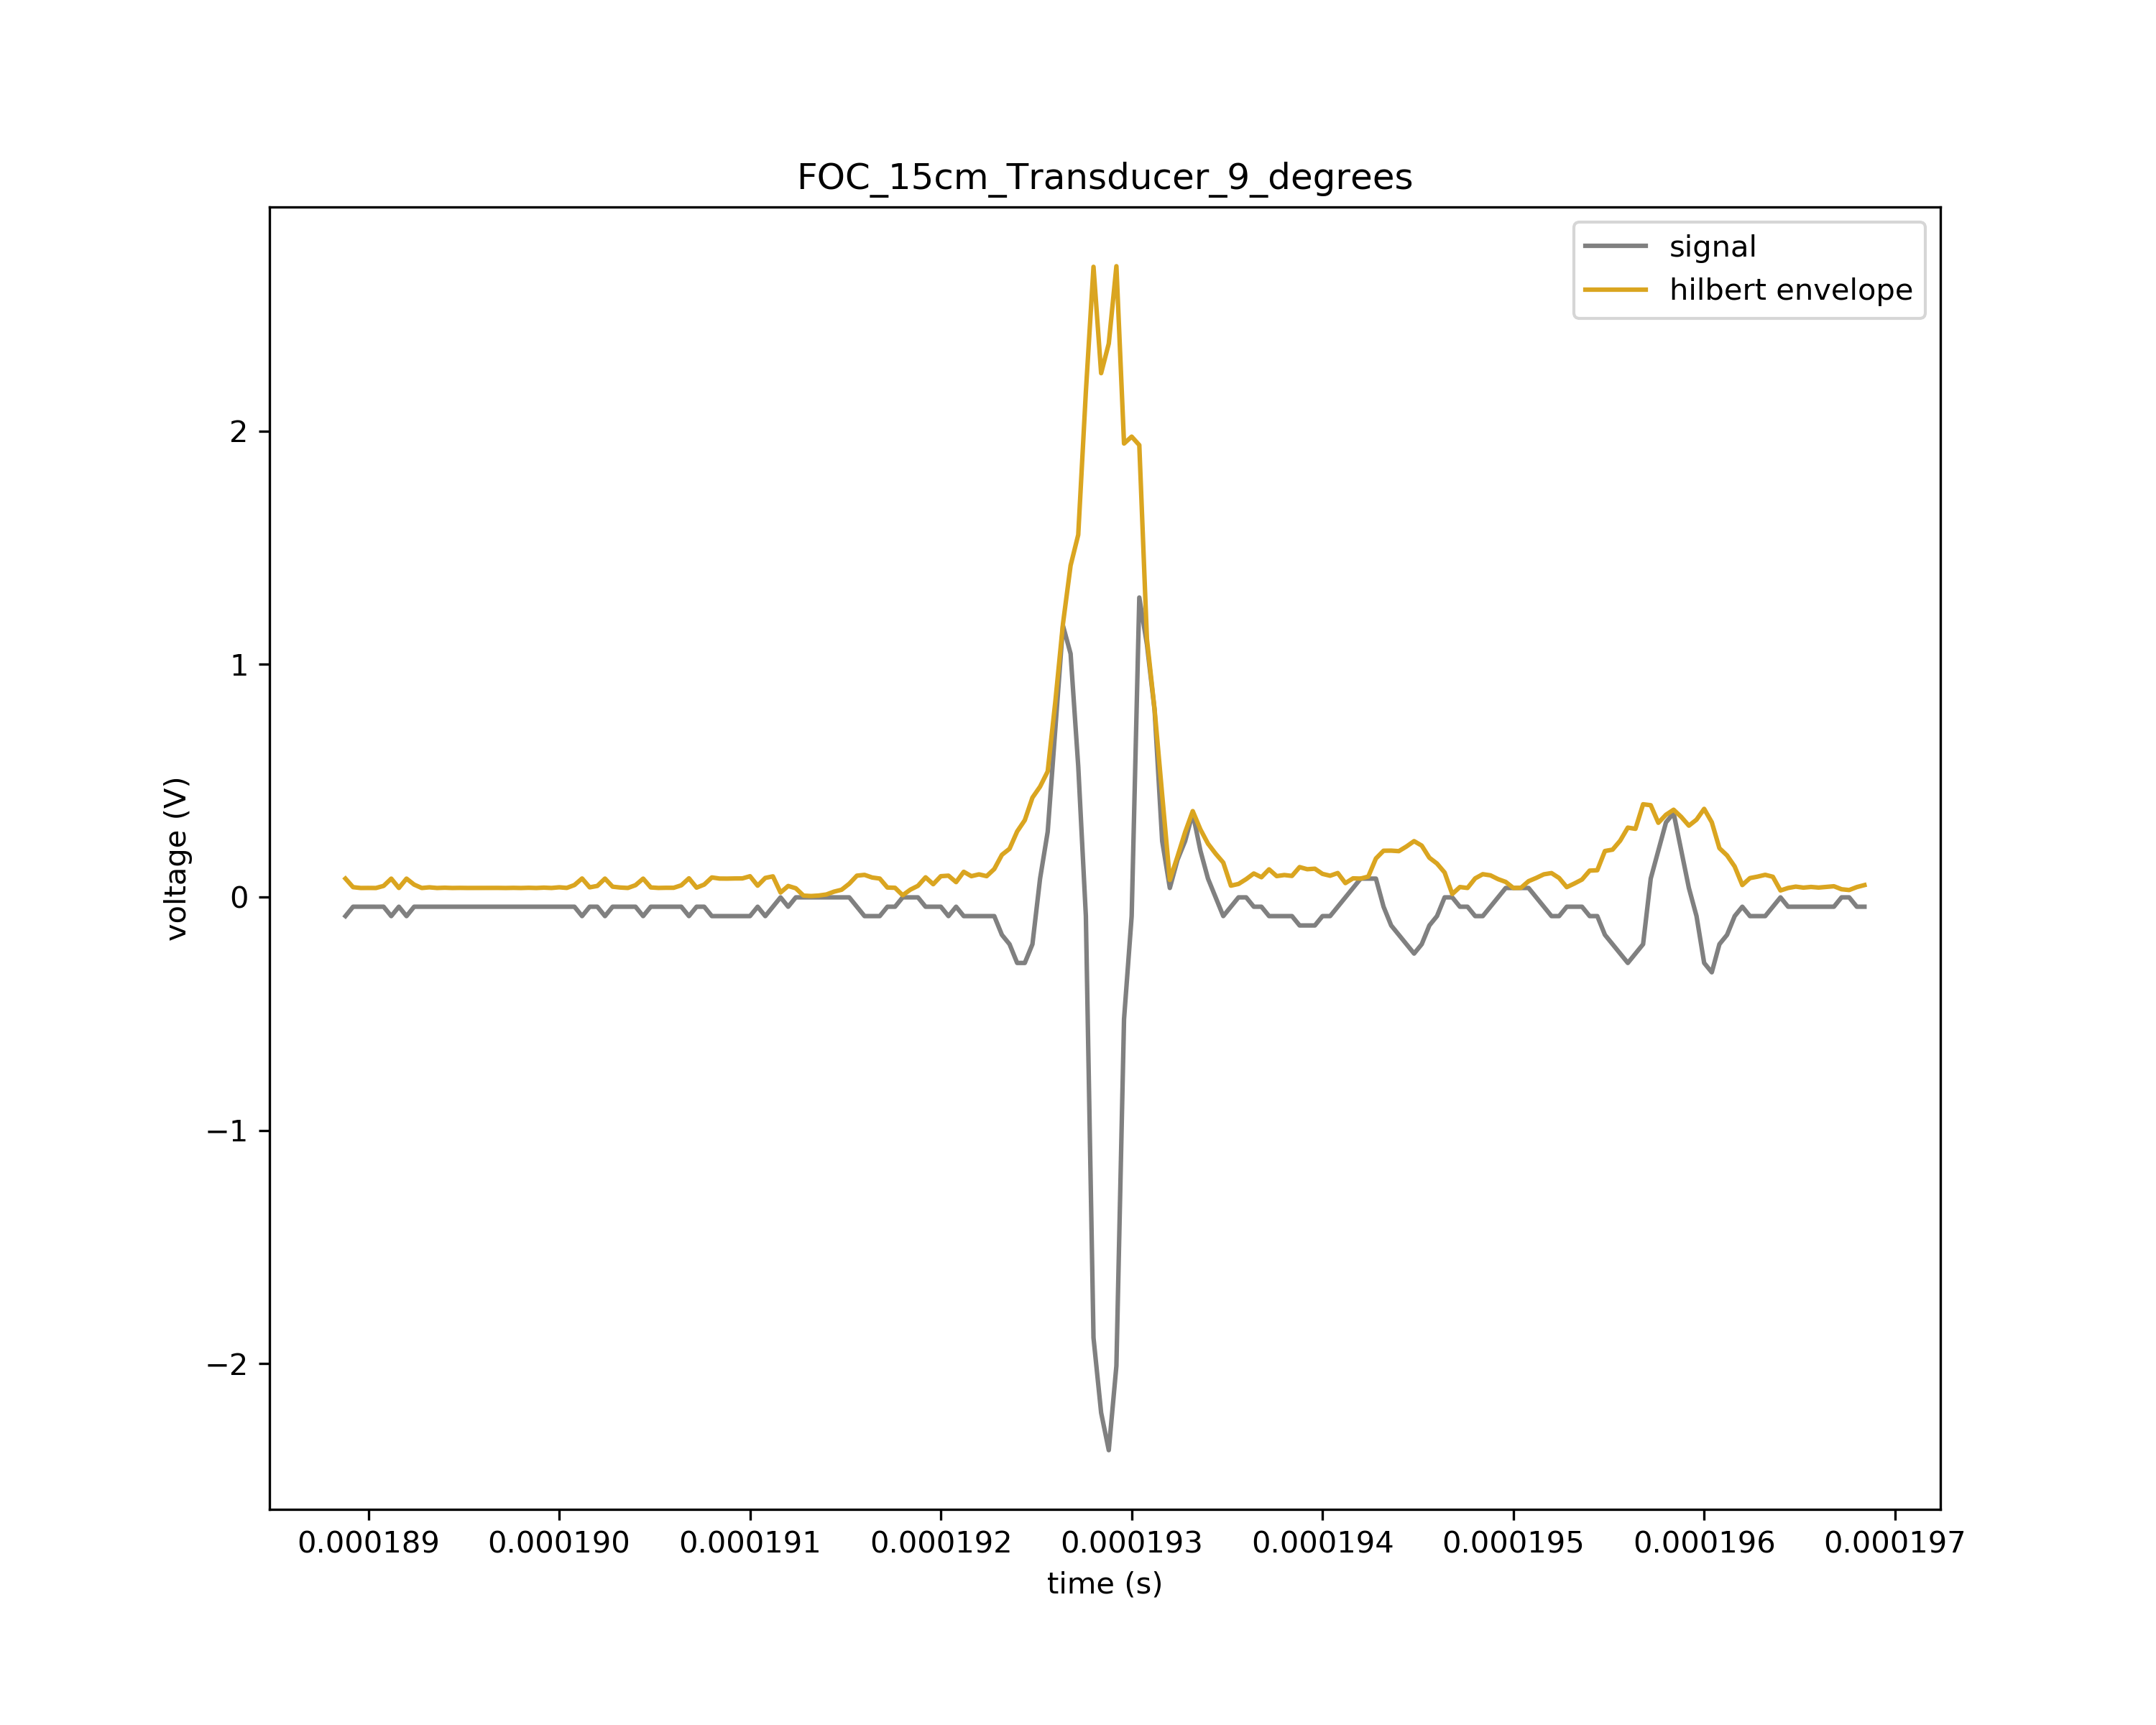 FOC_15cm_Transducer_9_degrees
signal
hilbert envelope
voltage (V)
2
1
0
−1
−2
0.000189 0.000190 0.000191 0.000192 0.000193 0.000194 0.000195 0.000196 0.000197
time (s)